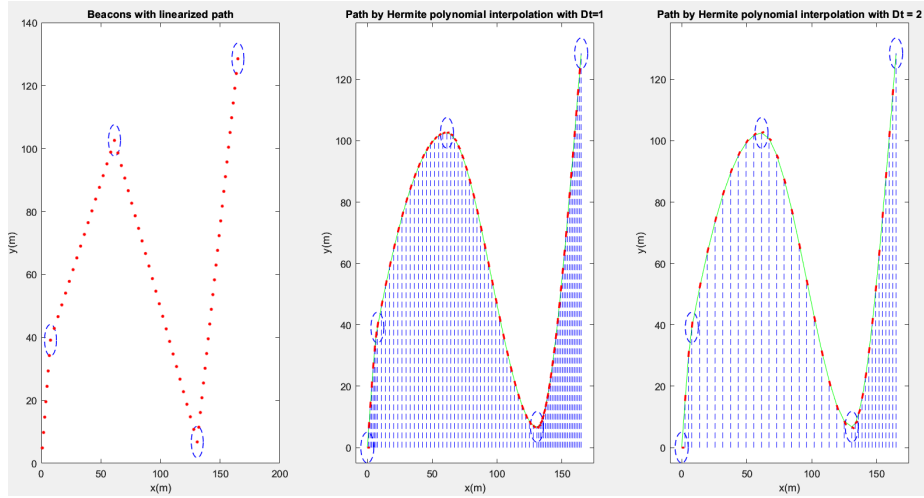 Beacons with linearized path
140
120
100
80
60
40
20
0
0 50 100 150 200
y(m)
x(m)
Path by Hermite polynomial interpolation with Dt=1
120
100
80
60
40
20
0
0 50 100 150
y(m)
x(m)
Path by Hermite polynomial interpolation with Dt = 2
120
100
80
60
40
20
0
0 50 100 150
y(m)
x(m)